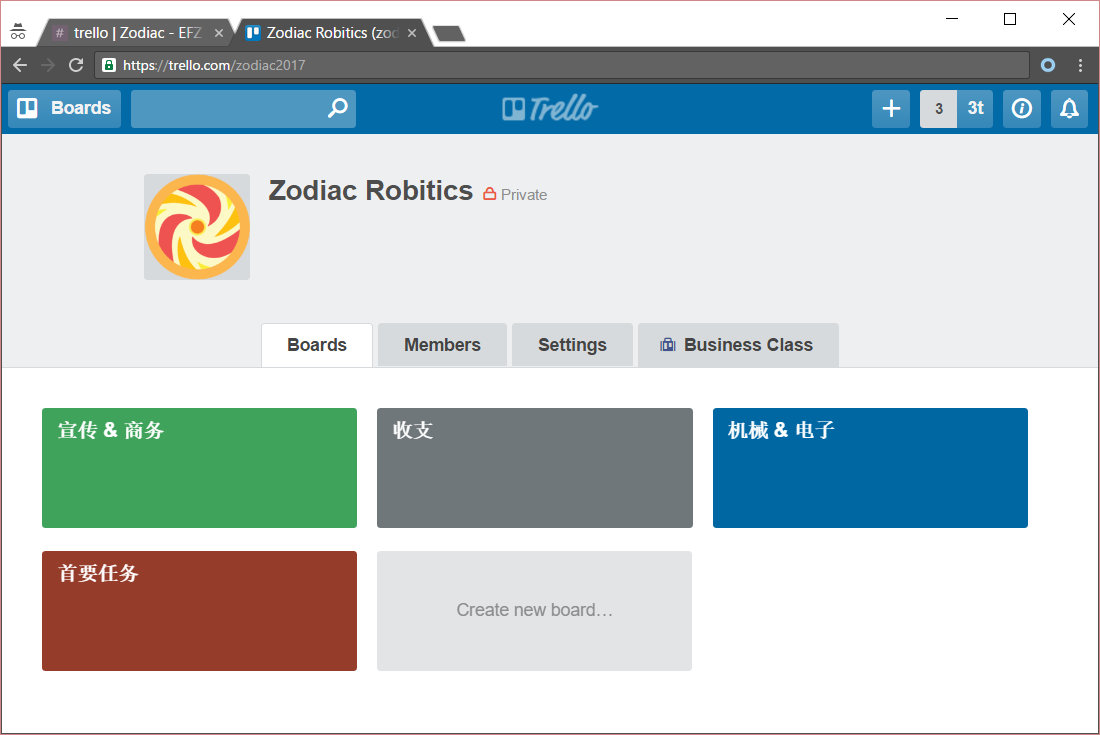 # trello | Zodiac - EFZ
Zodiac Robitics (zod
https://trello.com/zodiac2017
Boards
Trello
3 3t
Zodiac Robitics Private
Boards Members Settings Business Class
宣传 & 商务
收支
机械 & 电子
首要任务
Create new board…